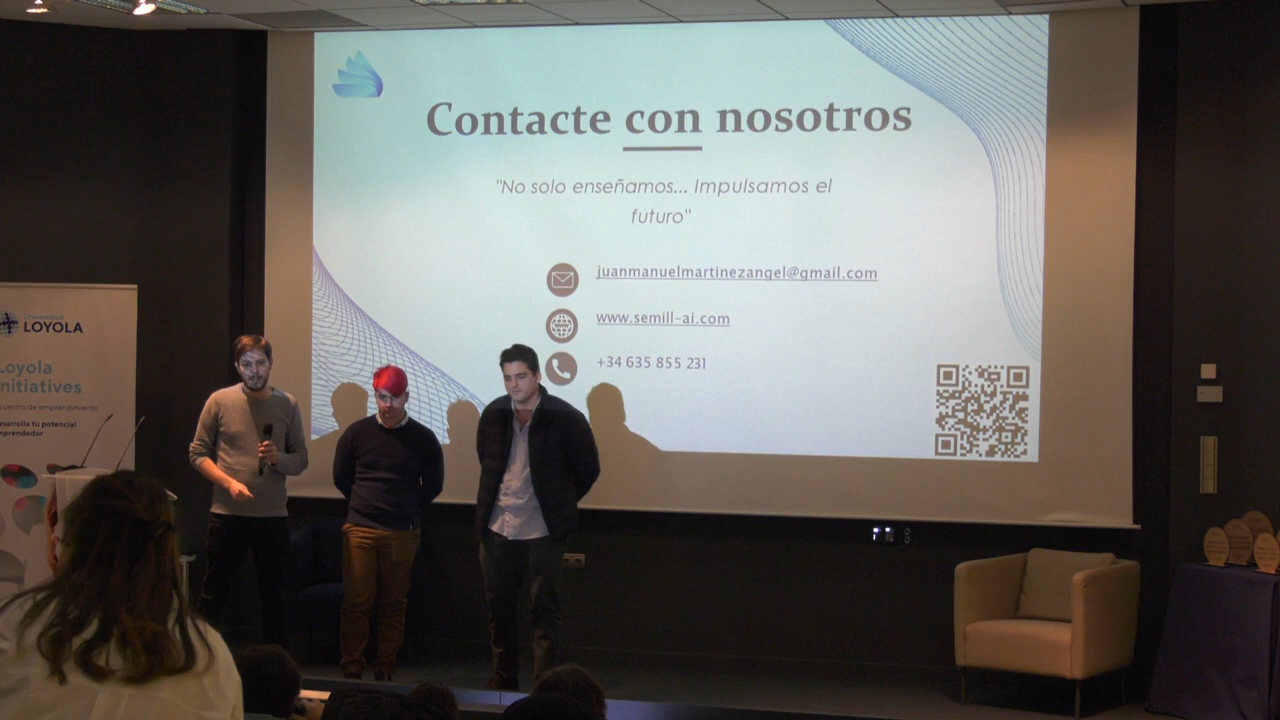 Contacte con nosotros
"No solo enseñamos... Impulsamos el
futuro"
juanmanuelmartinezangel@gmail.com
www.semill-ai.com
+34 635 855 231
Universidad
LOYOLA
Loyola
Initiatives
centro de emprendimiento
Desarrolla tu potencial
emprendedor